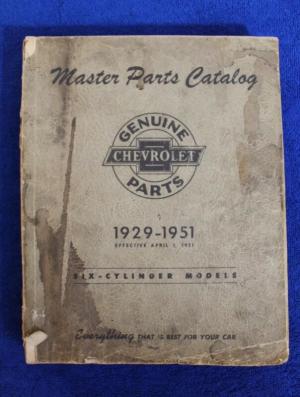 Master Parts Catalog
GENUINE
CHEVROLET
PARTS
1929-1951
EFFECTIVE APRIL 1, 1951
SIX-CYLINDER MODELS
Everything THAT IS BEST FOR YOUR CAR